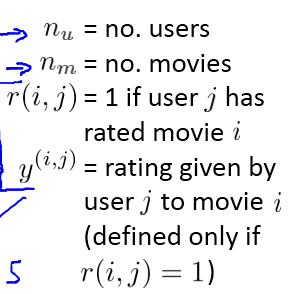 n_u = no. users
n_m = no. movies
r(i, j) = 1 if user j has
rated movie i
y^(i,j) = rating given by
user j to movie i
(defined only if
5 r(i, j) = 1)